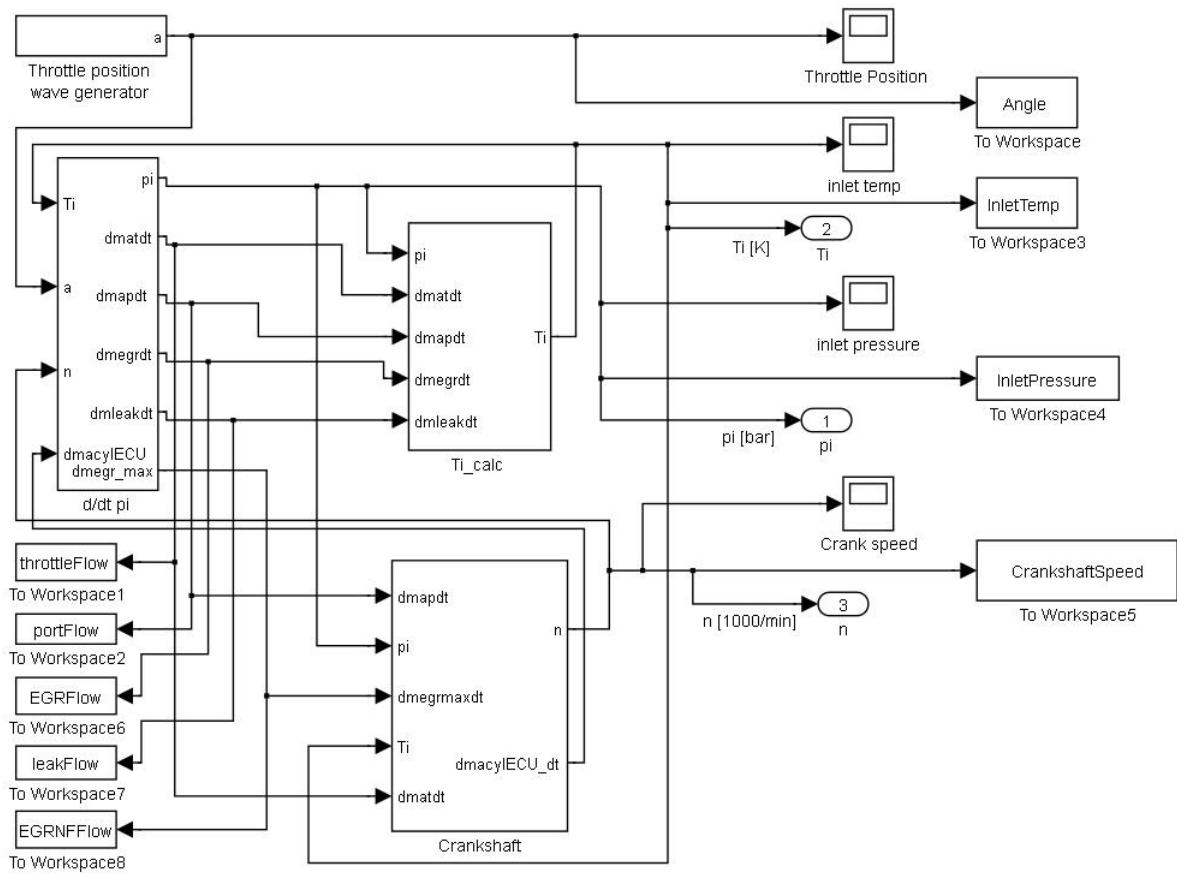 a
Throttle position
wave generator
Throttle Position
Angle
To Workspace
inlet temp
InletTemp
To Workspace3
Ti [K]
2
Ti
inlet pressure
InletPressure
To Workspace4
pi [bar]
1
pi
Ti
a
n
dmacylECU
pi
dmatdt
dmapdt
dmegrdt
dmleakdt
dmegr_max
d/dt pi
pi
dmatdt
dmapdt
dmegrdt
dmleakdt
Ti
Ti_calc
Crank speed
CrankshaftSpeed
To Workspace5
n [1000/min]
3
n
throttleFlow
To Workspace1
portFlow
To Workspace2
EGRFlow
To Workspace6
leakFlow
To Workspace7
EGRNFFlow
To Workspace8
dmapdt
pi
dmegrmaxdt
Ti
dmatdt
n
dmacylECU_dt
Crankshaft